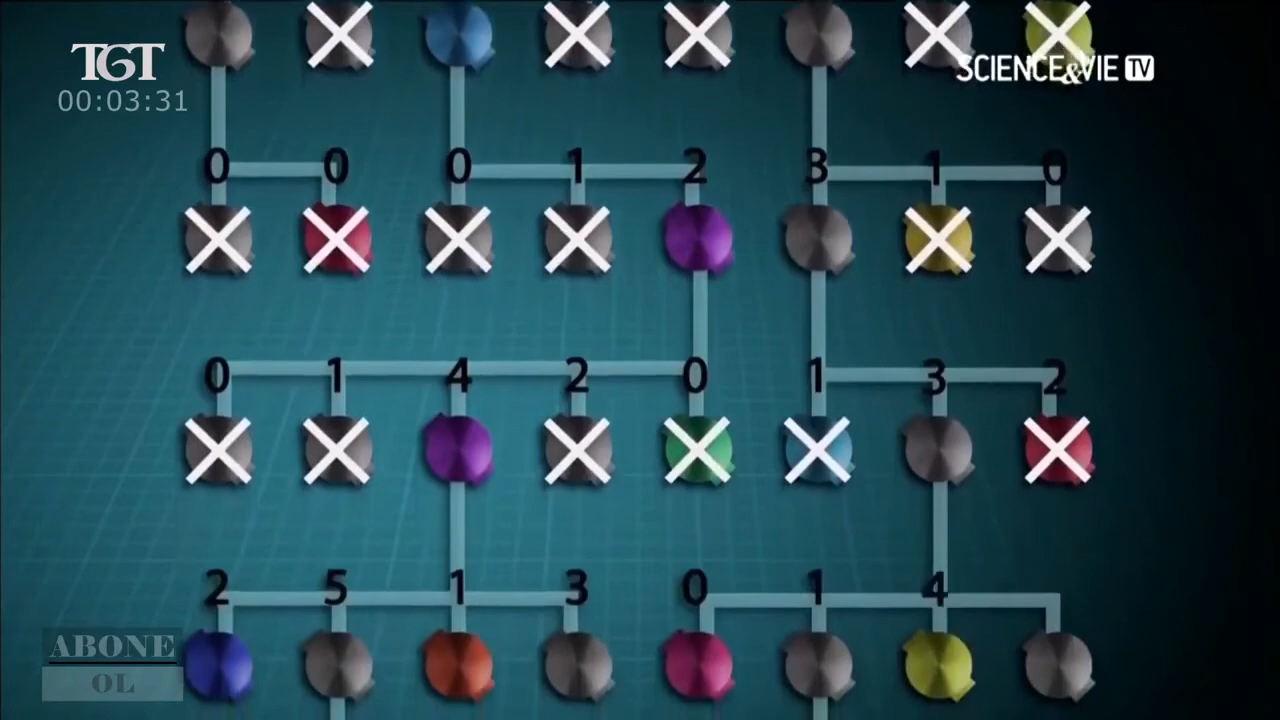 TGT
SCIENCE&VIE TV
00:03:31
0 0 0 1 2 3 1 0
0 1 4 2 0 1 3 2
2 5 1 3 0 1 4
ABONE
OL